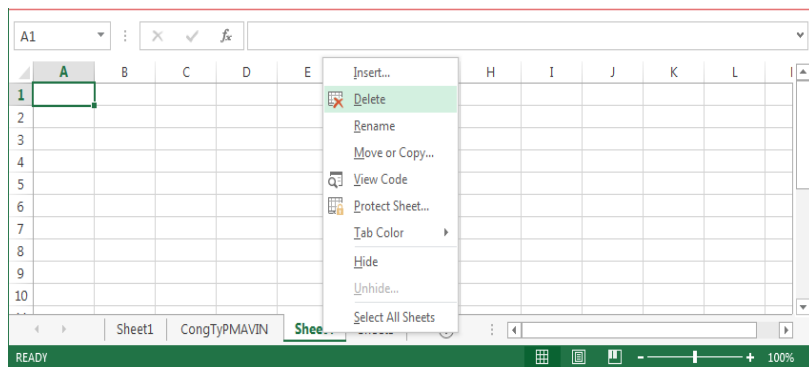 A1 fx
A B C D E H I J K L
1
2
3
4
5
6
7
8
9
10
Insert...
Delete
Rename
Move or Copy...
View Code
Protect Sheet...
Tab Color
Hide
Unhide...
Select All Sheets
Sheet1 CongTyPMAVIN
READY 100%